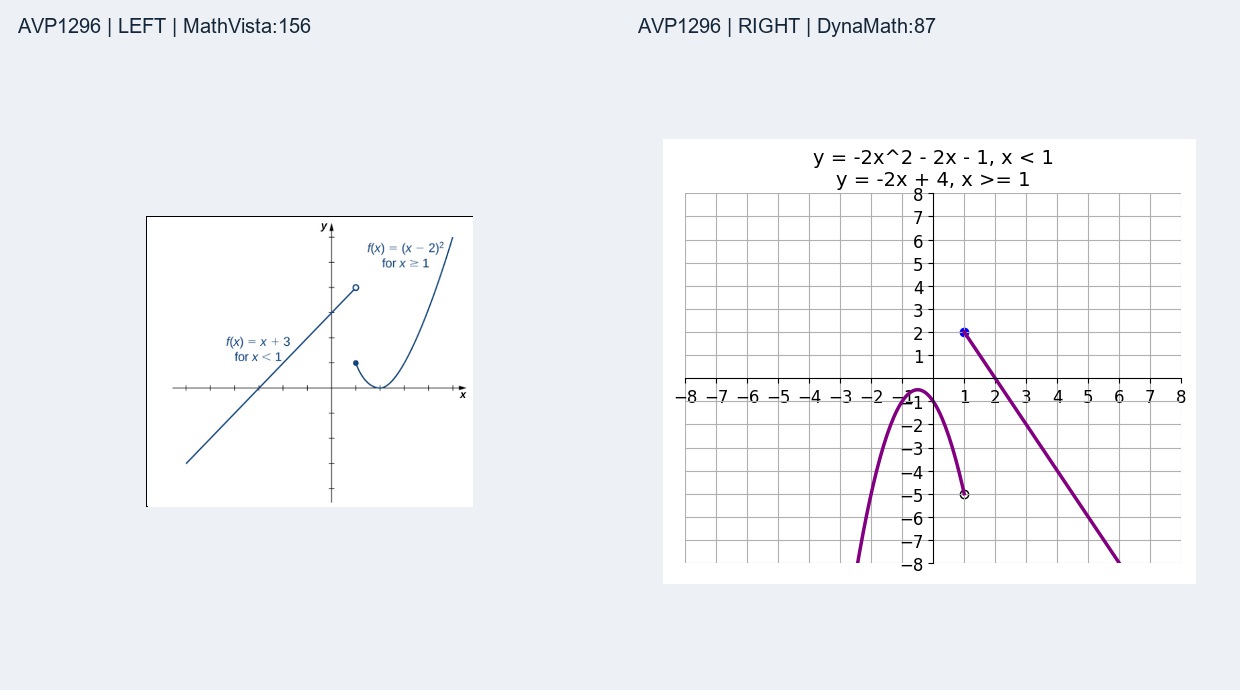 AVP1296 | LEFT | MathVista:156
AVP1296 | RIGHT | DynaMath:87
y
f(x) = (x − 2)²
for x ≥ 1
f(x) = x + 3
for x < 1
x
y = -2x^2 - 2x - 1, x < 1
y = -2x + 4, x >= 1
8
7
6
5
4
3
2
1
−8 −7 −6 −5 −4 −3 −2 −1 1 2 3 4 5 6 7 8
−1
−2
−3
−4
−5
−6
−7
−8